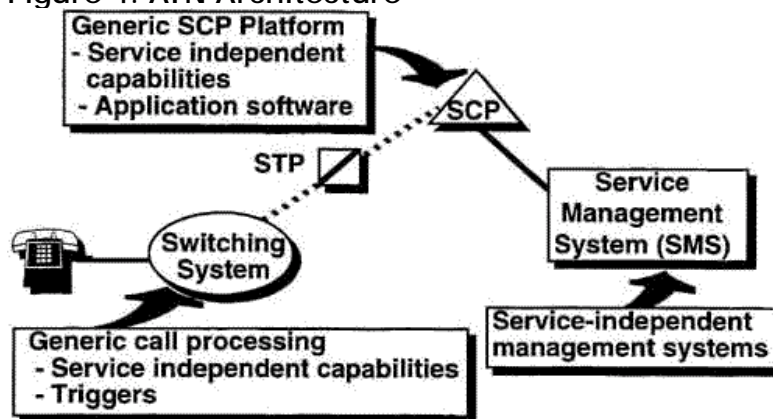 Figure 4. AIN Architecture
Generic SCP Platform
- Service independent
capabilities
- Application software
SCP
STP
Service
Management
System (SMS)
Switching
System
Generic call processing
- Service independent capabilities
- Triggers
Service-independent
management systems